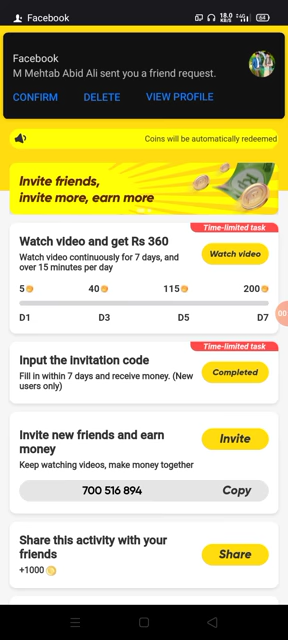 Facebook
18.0
KB/S
64
Facebook
M Mehtab Abid Ali sent you a friend request.
CONFIRM DELETE VIEW PROFILE
Coins will be automatically redeemed
Invite friends,
invite more, earn more
Time-limited task
Watch video and get Rs 360
Watch video continuously for 7 days, and
over 15 minutes per day
Watch video
5 40 115 200
D1 D3 D5 D7
Time-limited task
Input the invitation code
Fill in within 7 days and receive money. (New
users only)
Completed
Invite new friends and earn
money
Invite
Keep watching videos, make money together
700 516 894 Copy
Share this activity with your
friends
Share
+1000
00